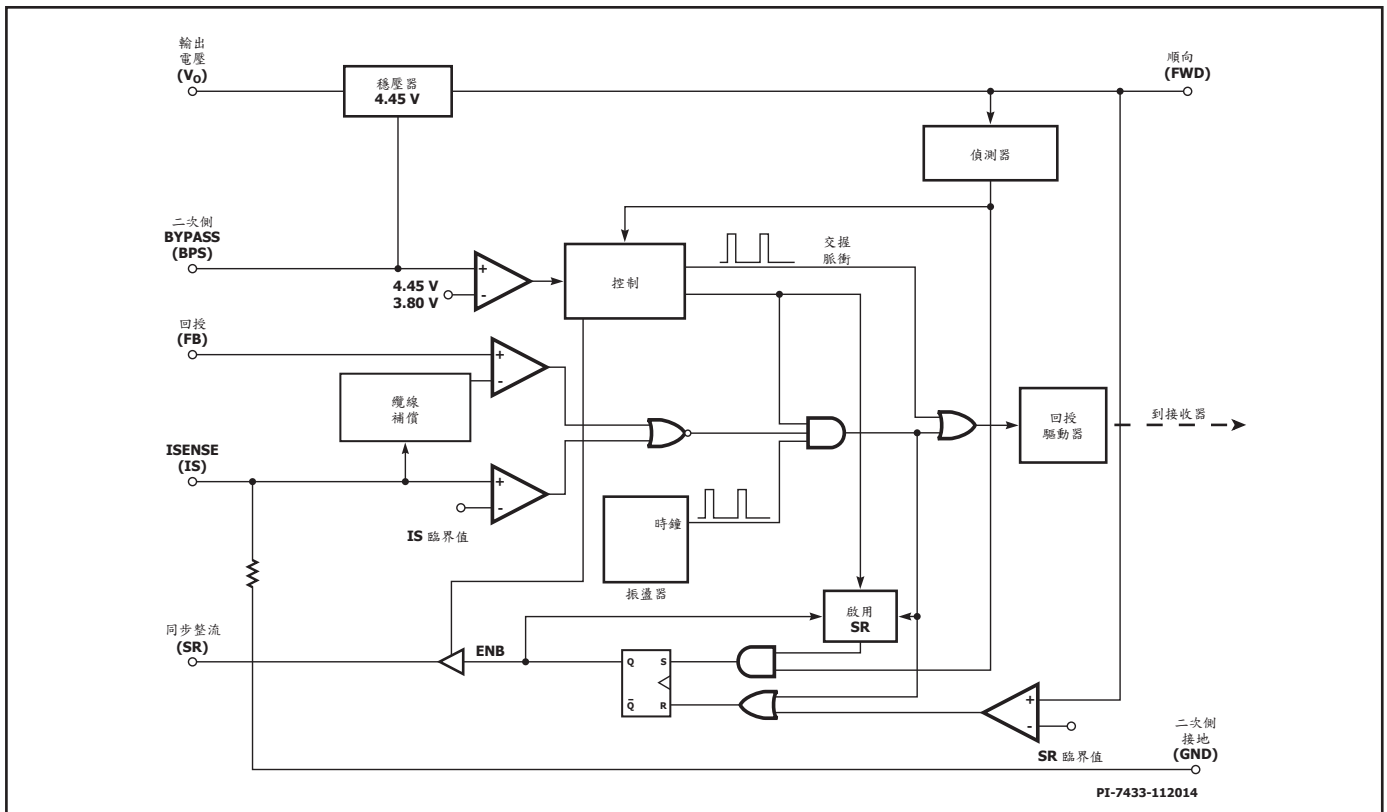 輸出
電壓
(VO)
穩壓器
4.45 V
順向
(FWD)
偵測器
二次側
BYPASS
(BPS)
+
-
4.45 V
3.80 V
控制
交握
脈衝
回授
(FB)
+
-
纜線
補償
回授
驅動器
到接收器
ISENSE
(IS)
+
-
IS 臨界值
時鐘
振盪器
啟用
SR
同步整流
(SR)
ENB
Q
S
Q̄
R
+
-
SR 臨界值
二次側
接地
(GND)
PI-7433-112014